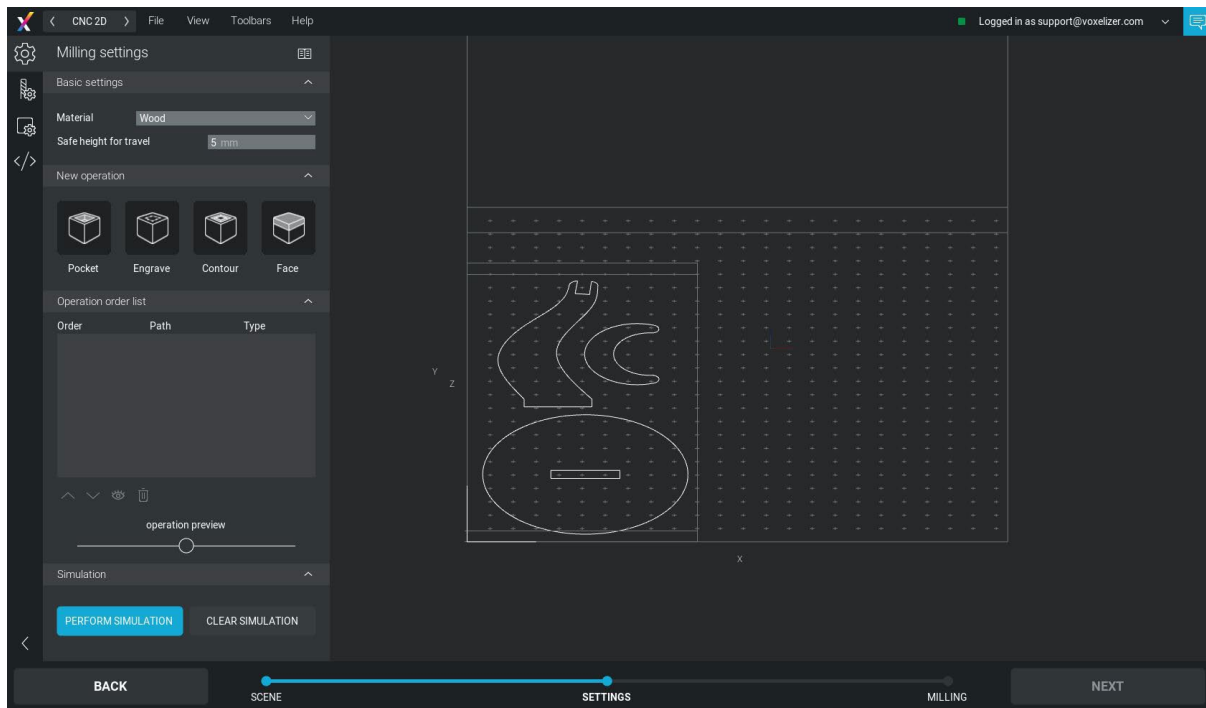 CNC 2D File View Toolbars Help Logged in as support@voxelizer.com
Milling settings
Basic settings
Material Wood
Safe height for travel 5 mm
New operation
Pocket Engrave Contour Face
Operation order list
Order Path Type
Y
Z
operation preview
X
Simulation
PERFORM SIMULATION CLEAR SIMULATION
BACK SCENE SETTINGS MILLING NEXT